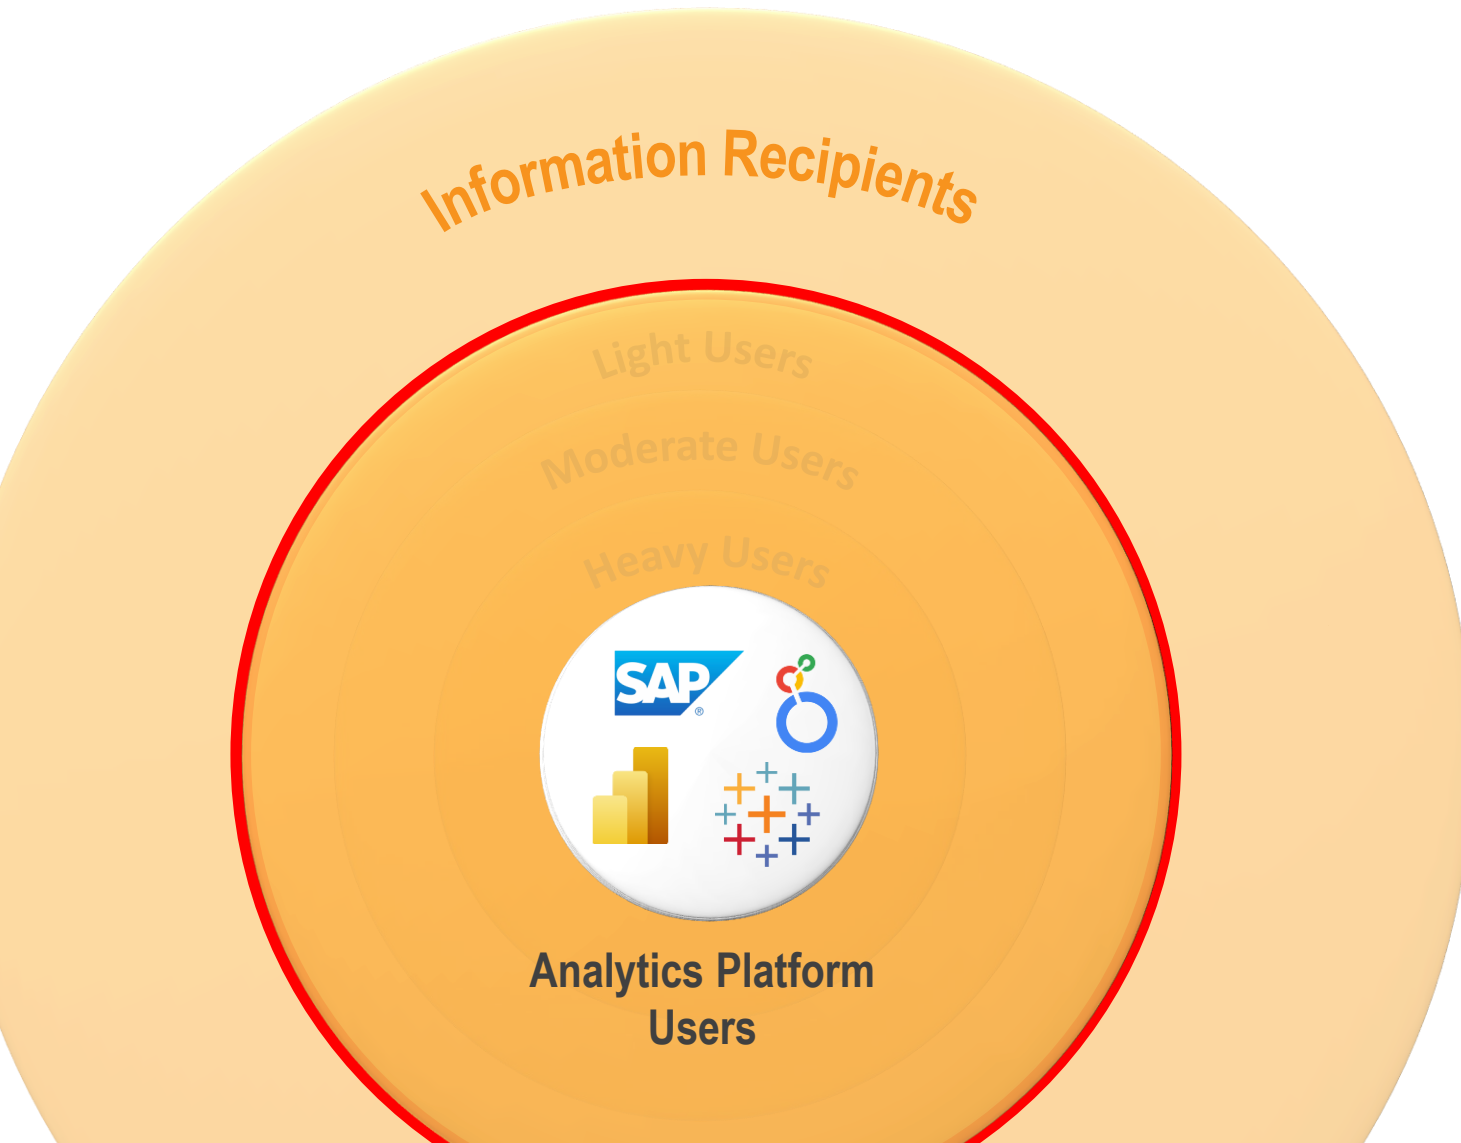 Information Recipients
Light Users
Moderate Users
Heavy Users
SAP
®
Analytics Platform
Users